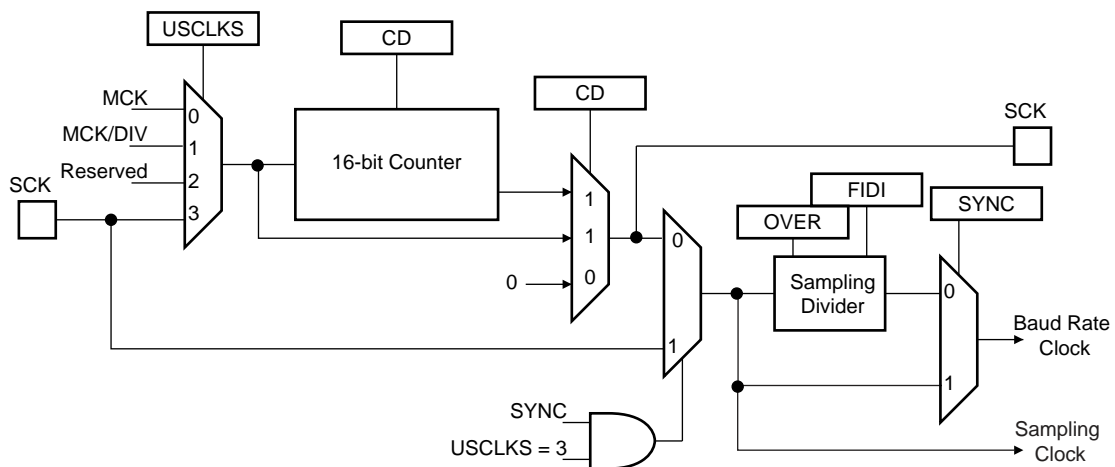 USCLKS
CD
CD
MCK
MCK/DIV
Reserved
SCK
0
1
2
3
16-bit Counter
1
1
0
0
SCK
FIDI
OVER
SYNC
0
1
Sampling
Divider
0
1
Baud Rate
Clock
SYNC
USCLKS = 3
Sampling
Clock